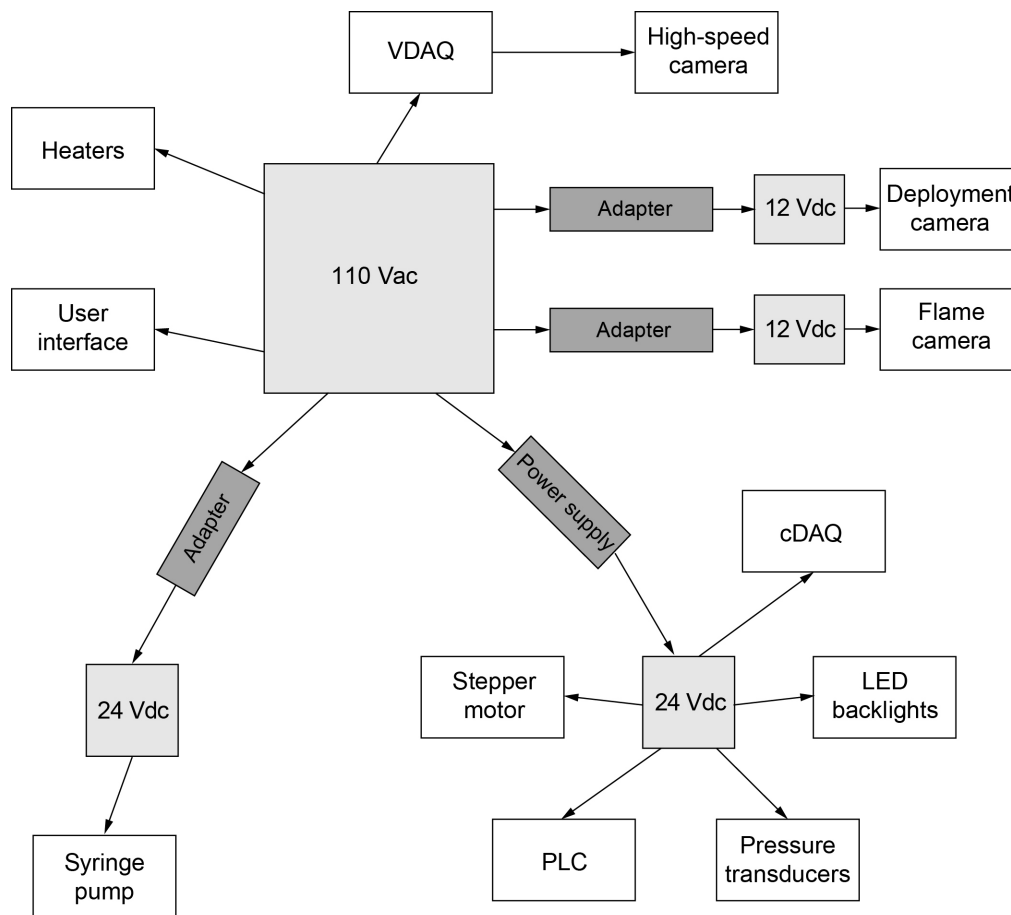 VDAQ
High-speed
camera
Heaters
110 Vac
Adapter
12 Vdc
Deployment
camera
User
interface
Adapter
12 Vdc
Flame
camera
Adapter
Power supply
cDAQ
24 Vdc
Stepper
motor
24 Vdc
LED
backlights
Syringe
pump
PLC
Pressure
transducers